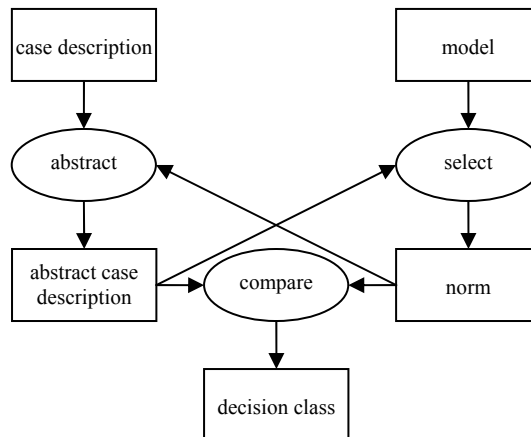 case description
model
abstract
select
abstract case
description
compare
norm
decision class